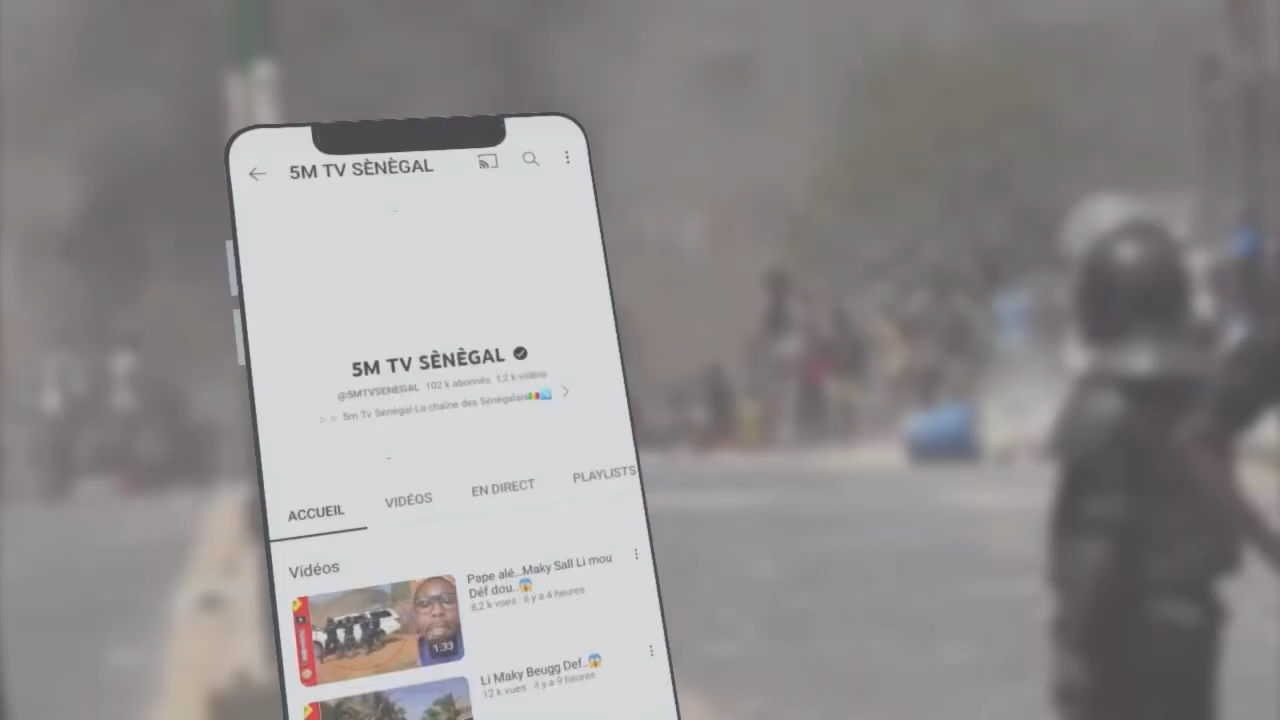 5M TV SÈNÈGAL
5M TV SÈNÈGAL
@5MTVSENEGAL 102 k abonnés 1,2 k vidéos
5m Tv Sénégal La chaîne des Sénégalais
ACCUEIL VIDÉOS EN DIRECT PLAYLISTS
Vidéos
Pape alé...Maky Sall Li mou
Déf dou..😱
8,2 k vues · il y a 4 heures
1:33
Li Maky Beugg Def..😱
12 k vues · il y a 9 heures